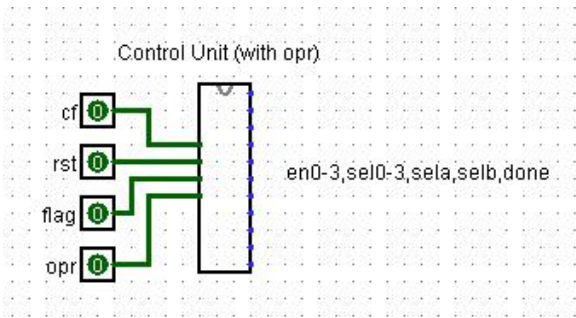 Control Unit (with opr)
cf 0
rst 0
en0-3,sel0-3,sela,selb,done
flag 0
opr 0